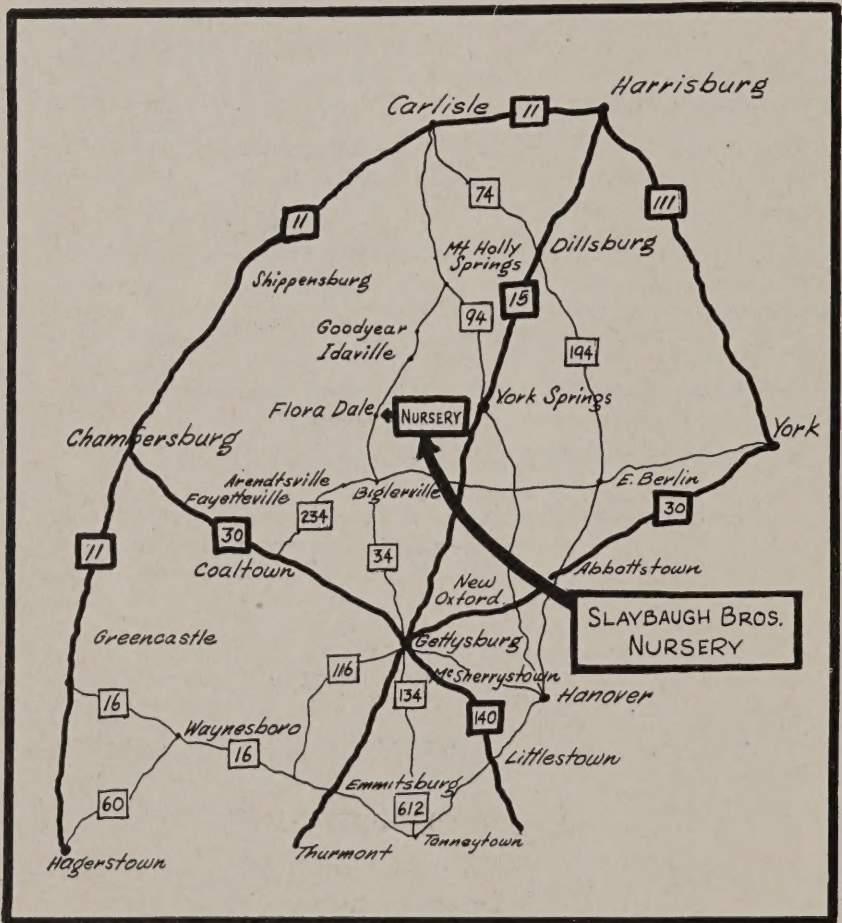 Harrisburg
Carlisle
11
74
111
11
Mt Holly
Springs
Dillsburg
Shippensburg
15
94
Goodyear
Idaville
194
Flora Dale
NURSERY
York Springs
Chambersburg
York
Arendtsville
Fayetteville
Biglerville
E. Berlin
234
30
30
11
34
Coaltown
Abbottstown
New
Oxford
SLAYBAUGH BROS.
NURSERY
Greencastle
Gettysburg
116
McSherrystown
134
Hanover
16
140
Waynesboro
16
Littlestown
Emmitsburg
60
612
Hagerstown
Thurmont
Tanneytown